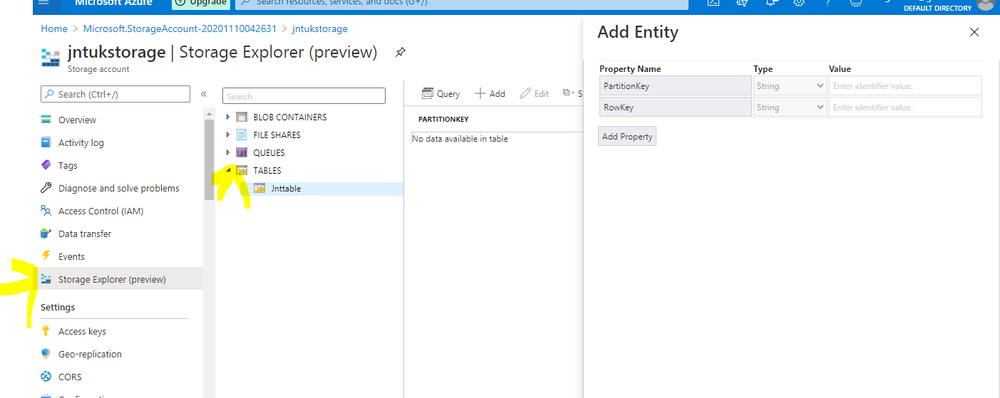 Microsoft Azure
Upgrade
Search resources, services, and docs (G+/)
DEFAULT DIRECTORY
Home > Microsoft.StorageAccount-20201110042631 > jntukstorage
jntukstorage | Storage Explorer (preview)
Storage account
Search (Ctrl+/)
«
Overview
Activity log
Tags
Diagnose and solve problems
Access Control (IAM)
Data transfer
Events
Storage Explorer (preview)
Settings
Access keys
Geo-replication
CORS
Search
BLOB CONTAINERS
FILE SHARES
QUEUES
TABLES
Jnttable
Query
Add
Edit
S
PARTITIONKEY
No data available in table
Add Entity
Property Name Type Value
PartitionKey String Enter identifier value.
RowKey String Enter identifier value.
Add Property